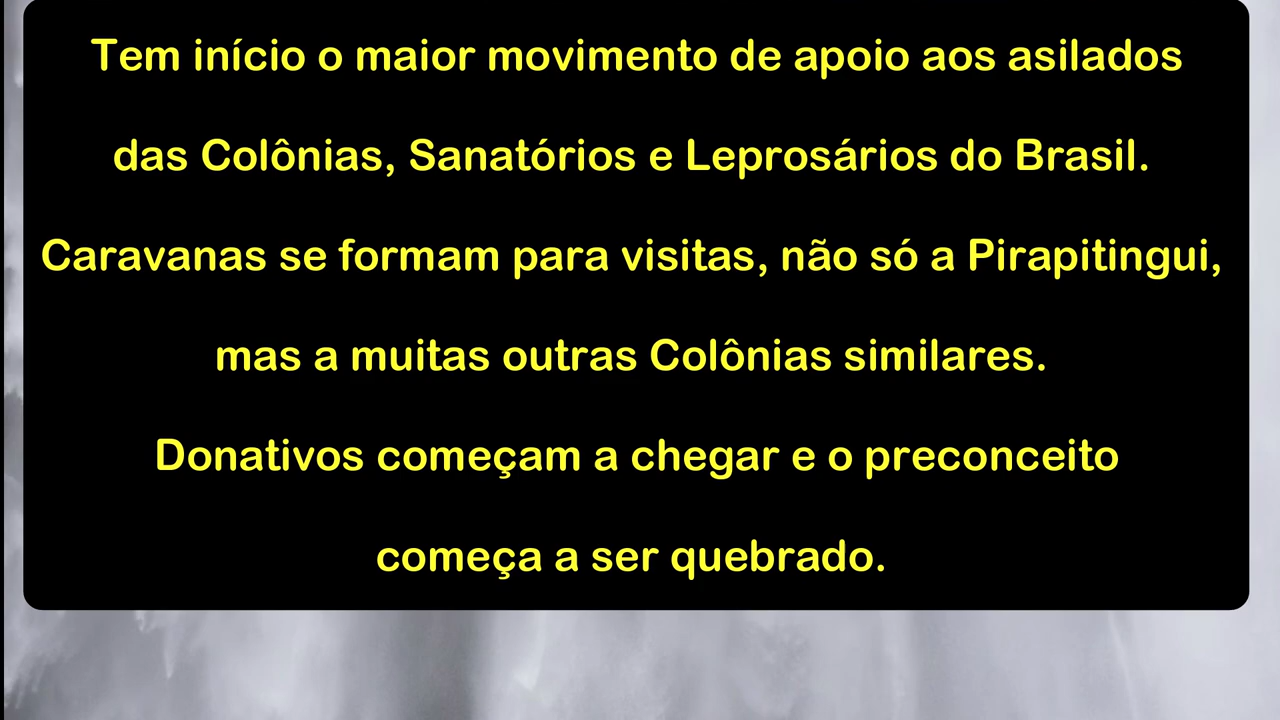 Tem início o maior movimento de apoio aos asilados
das Colônias, Sanatórios e Leprosários do Brasil.
Caravanas se formam para visitas, não só a Pirapitingui,
mas a muitas outras Colônias similares.
Donativos começam a chegar e o preconceito
começa a ser quebrado.